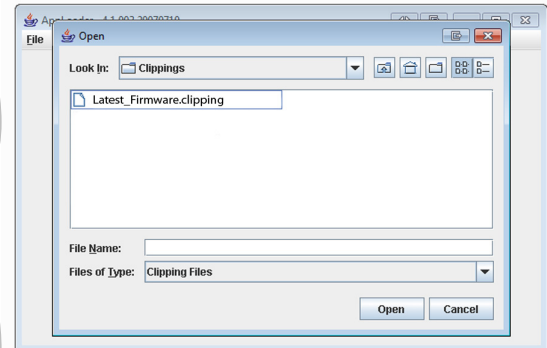 File
Open
Look In:
Clippings
Latest_Firmware.clipping
File Name:
Files of Type:
Clipping Files
Open
Cancel